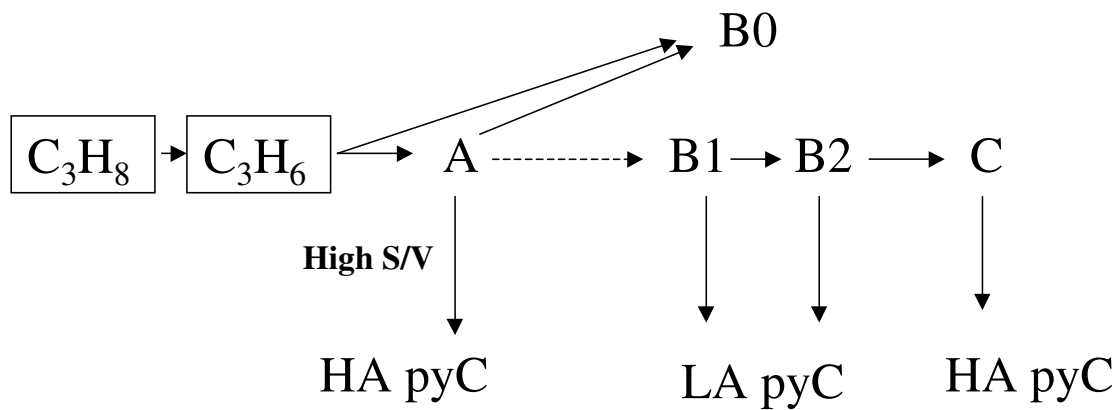 B0
C₃H₈ C₃H₆ A B1 B2 C
High S/V
HA pyC LA pyC HA pyC